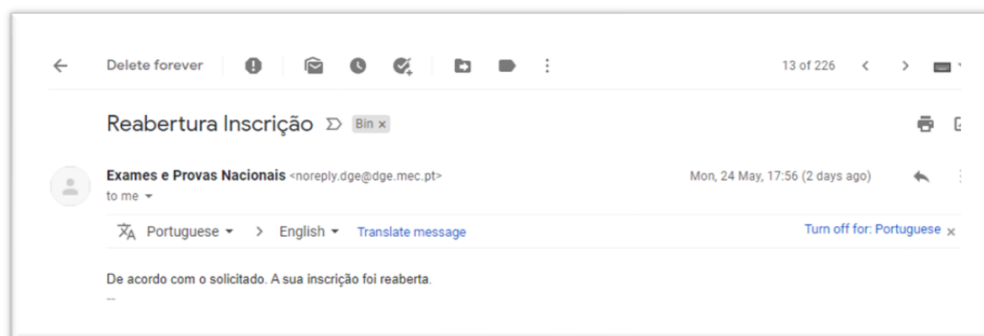 Delete forever
13 of 226
Reabertura Inscrição
Bin ×
Exames e Provas Nacionais <noreply.dge@dge.mec.pt>
Mon, 24 May, 17:56 (2 days ago)
to me
Portuguese > English Translate message
Turn off for: Portuguese ×
De acordo com o solicitado. A sua inscrição foi reaberta.
--